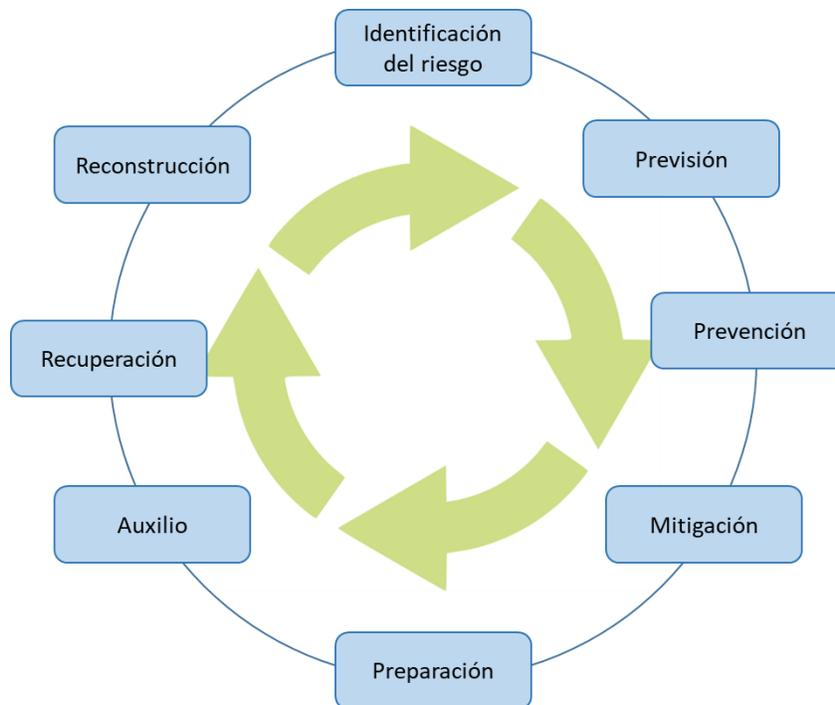 Identificación
del riesgo
Previsión
Prevención
Mitigación
Preparación
Auxilio
Recuperación
Reconstrucción